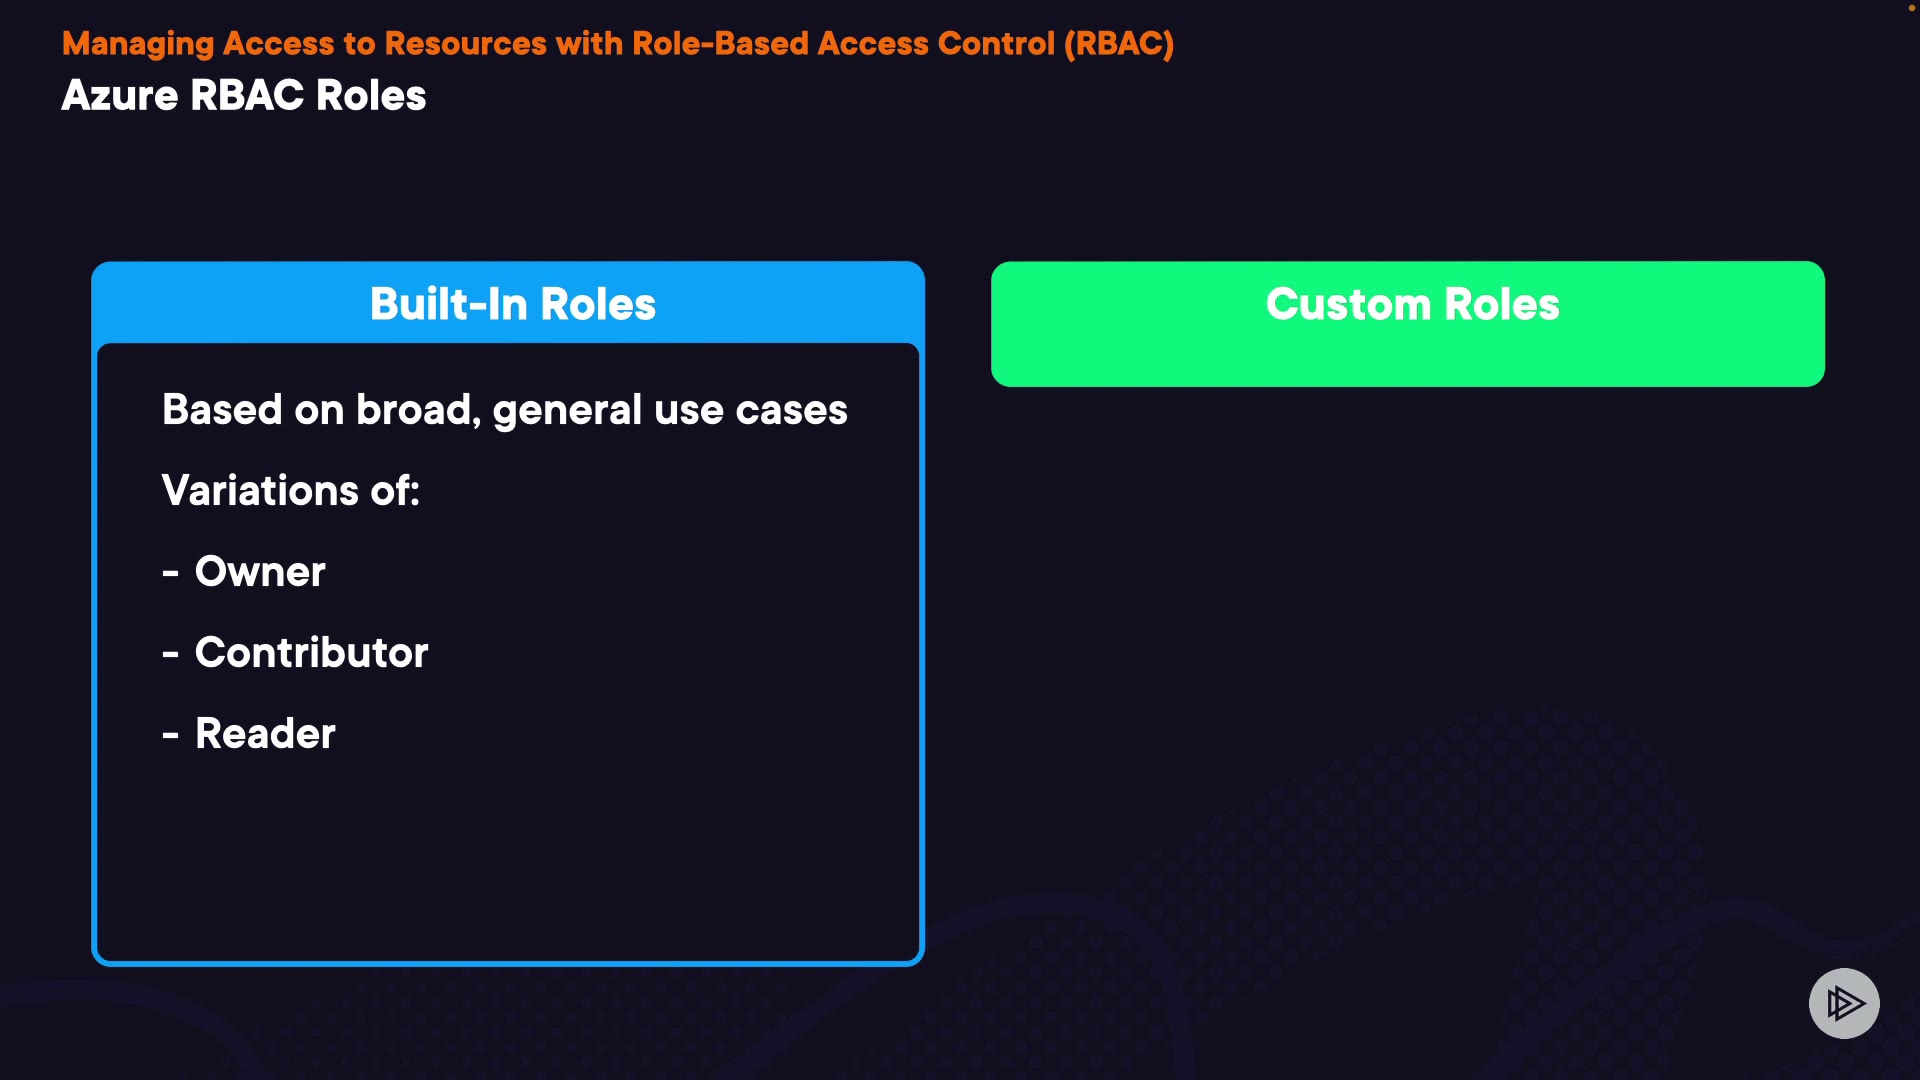 Managing Access to Resources with Role-Based Access Control (RBAC)
Azure RBAC Roles
Built-In Roles
Based on broad, general use cases
Variations of:
- Owner
- Contributor
- Reader
Custom Roles